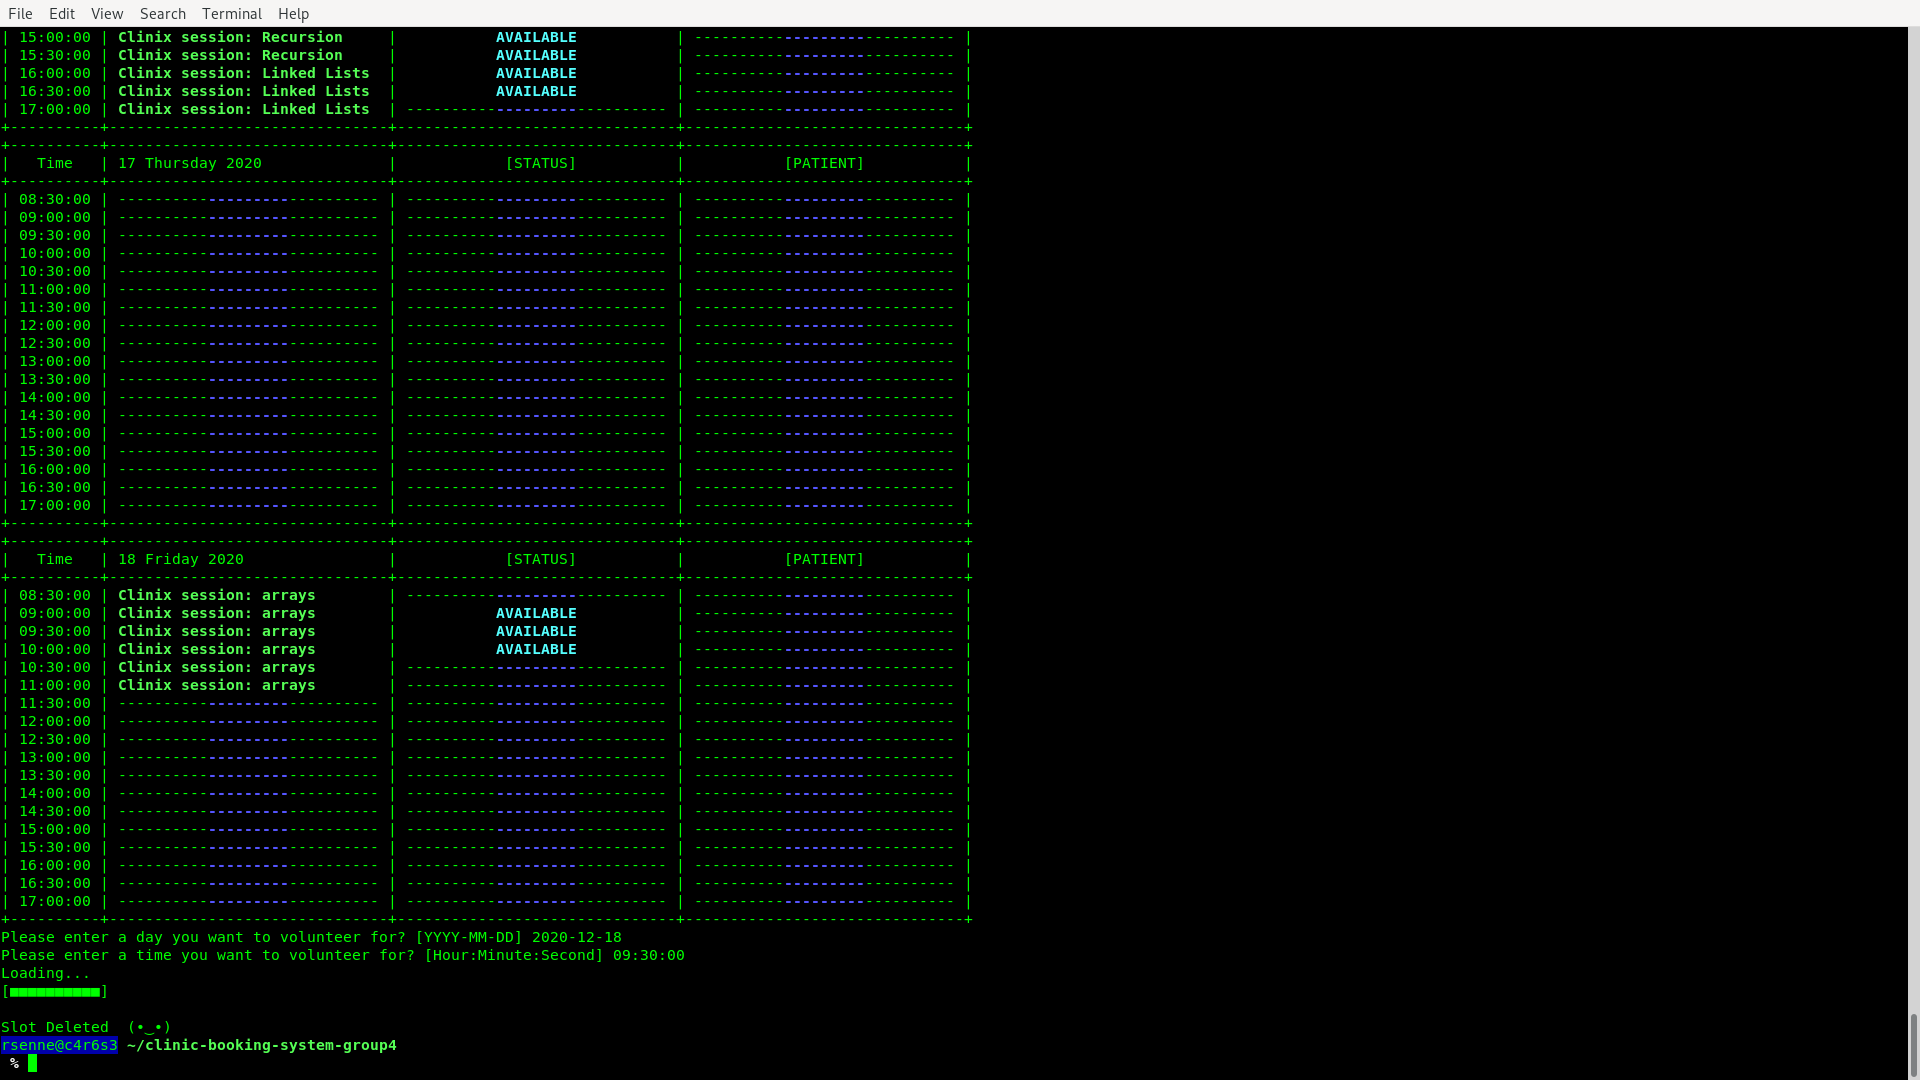 File Edit View Search Terminal Help
| 15:00:00 | Clinix session: Recursion | AVAILABLE | ----------------------------- |
| 15:30:00 | Clinix session: Recursion | AVAILABLE | ----------------------------- |
| 16:00:00 | Clinix session: Linked Lists | AVAILABLE | ----------------------------- |
| 16:30:00 | Clinix session: Linked Lists | AVAILABLE | ----------------------------- |
| 17:00:00 | Clinix session: Linked Lists | ----------------------------- | ----------------------------- |
+----------+-------------------------------+-------------------------------+-------------------------------+
+----------+-------------------------------+-------------------------------+-------------------------------+
| Time | 17 Thursday 2020 | [STATUS] | [PATIENT] |
+----------+-------------------------------+-------------------------------+-------------------------------+
| 08:30:00 | ----------------------------- | ----------------------------- | ----------------------------- |
| 09:00:00 | ----------------------------- | ----------------------------- | ----------------------------- |
| 09:30:00 | ----------------------------- | ----------------------------- | ----------------------------- |
| 10:00:00 | ----------------------------- | ----------------------------- | ----------------------------- |
| 10:30:00 | ----------------------------- | ----------------------------- | ----------------------------- |
| 11:00:00 | ----------------------------- | ----------------------------- | ----------------------------- |
| 11:30:00 | ----------------------------- | ----------------------------- | ----------------------------- |
| 12:00:00 | ----------------------------- | ----------------------------- | ----------------------------- |
| 12:30:00 | ----------------------------- | ----------------------------- | ----------------------------- |
| 13:00:00 | ----------------------------- | ----------------------------- | ----------------------------- |
| 13:30:00 | ----------------------------- | ----------------------------- | ----------------------------- |
| 14:00:00 | ----------------------------- | ----------------------------- | ----------------------------- |
| 14:30:00 | ----------------------------- | ----------------------------- | ----------------------------- |
| 15:00:00 | ----------------------------- | ----------------------------- | ----------------------------- |
| 15:30:00 | ----------------------------- | ----------------------------- | ----------------------------- |
| 16:00:00 | ----------------------------- | ----------------------------- | ----------------------------- |
| 16:30:00 | ----------------------------- | ----------------------------- | ----------------------------- |
| 17:00:00 | ----------------------------- | ----------------------------- | ----------------------------- |
+----------+-------------------------------+-------------------------------+-------------------------------+
+----------+-------------------------------+-------------------------------+-------------------------------+
| Time | 18 Friday 2020 | [STATUS] | [PATIENT] |
+----------+-------------------------------+-------------------------------+-------------------------------+
| 08:30:00 | Clinix session: arrays | ----------------------------- | ----------------------------- |
| 09:00:00 | Clinix session: arrays | AVAILABLE | ----------------------------- |
| 09:30:00 | Clinix session: arrays | AVAILABLE | ----------------------------- |
| 10:00:00 | Clinix session: arrays | AVAILABLE | ----------------------------- |
| 10:30:00 | Clinix session: arrays | ----------------------------- | ----------------------------- |
| 11:00:00 | Clinix session: arrays | ----------------------------- | ----------------------------- |
| 11:30:00 | ----------------------------- | ----------------------------- | ----------------------------- |
| 12:00:00 | ----------------------------- | ----------------------------- | ----------------------------- |
| 12:30:00 | ----------------------------- | ----------------------------- | ----------------------------- |
| 13:00:00 | ----------------------------- | ----------------------------- | ----------------------------- |
| 13:30:00 | ----------------------------- | ----------------------------- | ----------------------------- |
| 14:00:00 | ----------------------------- | ----------------------------- | ----------------------------- |
| 14:30:00 | ----------------------------- | ----------------------------- | ----------------------------- |
| 15:00:00 | ----------------------------- | ----------------------------- | ----------------------------- |
| 15:30:00 | ----------------------------- | ----------------------------- | ----------------------------- |
| 16:00:00 | ----------------------------- | ----------------------------- | ----------------------------- |
| 16:30:00 | ----------------------------- | ----------------------------- | ----------------------------- |
| 17:00:00 | ----------------------------- | ----------------------------- | ----------------------------- |
+----------+-------------------------------+-------------------------------+-------------------------------+
Please enter a day you want to volunteer for? [YYYY-MM-DD] 2020-12-18
Please enter a time you want to volunteer for? [Hour:Minute:Second] 09:30:00
Loading...
[■■■■■■■■■■]
Slot Deleted (•‿•)
rsenne@c4r6s3 ~/clinic-booking-system-group4
%